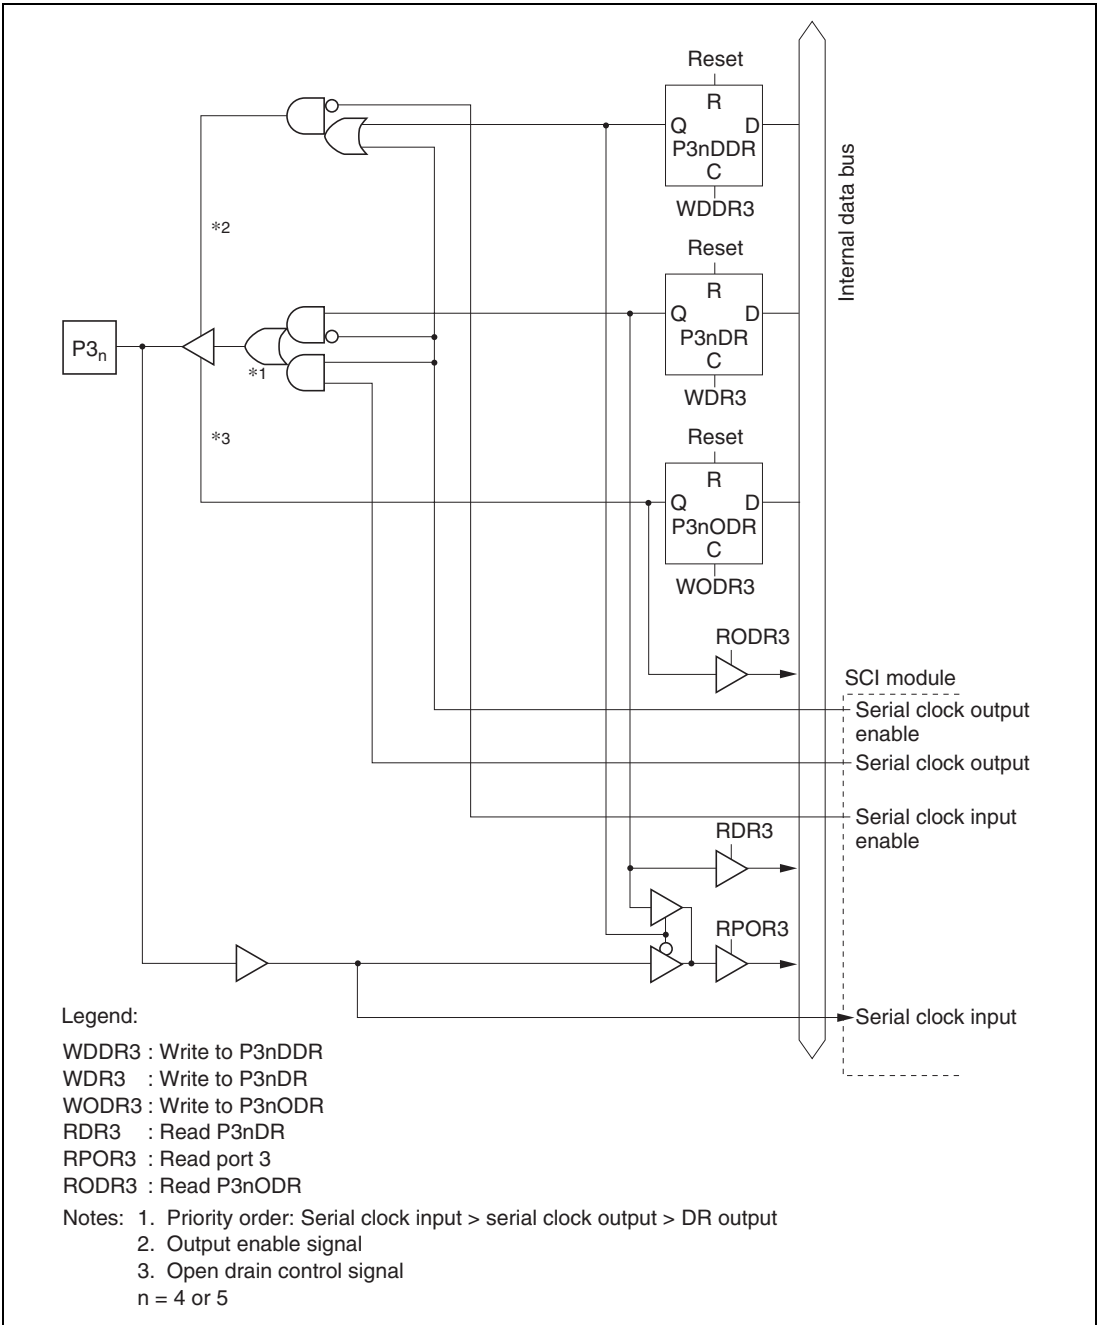 Reset
R
Q D
P3nDDR
C
WDDR3
Internal data bus
*2
Reset
R
Q D
P3nDR
C
WDR3
P3n
*1
*3
Reset
R
Q D
P3nODR
C
WODR3
RODR3
SCI module
Serial clock output
enable
Serial clock output
Serial clock input
enable
RDR3
RPOR3
Serial clock input
Legend:
WDDR3 : Write to P3nDDR
WDR3 : Write to P3nDR
WODR3 : Write to P3nODR
RDR3 : Read P3nDR
RPOR3 : Read port 3
RODR3 : Read P3nODR
Notes: 1. Priority order: Serial clock input > serial clock output > DR output
2. Output enable signal
3. Open drain control signal
n = 4 or 5